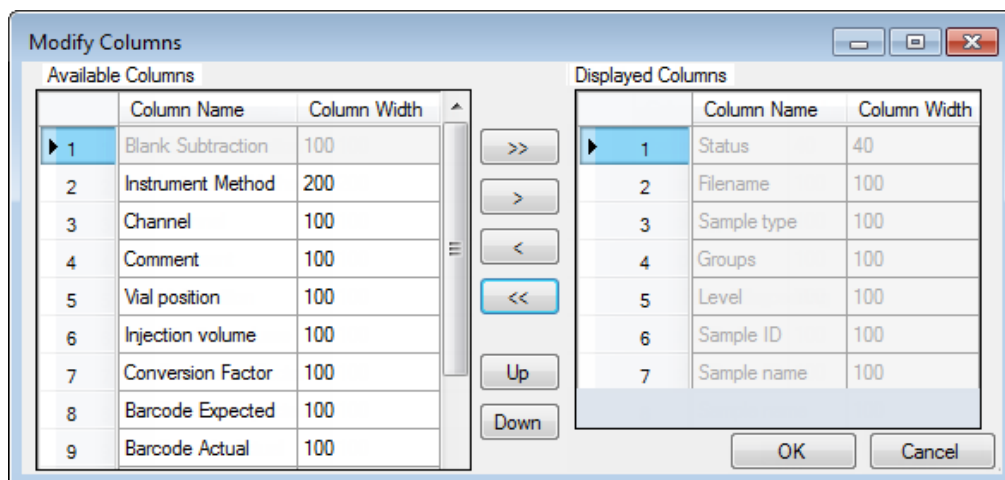 Modify Columns
Available Columns
Column Name Column Width
1 Blank Subtraction 100
2 Instrument Method 200
3 Channel 100
4 Comment 100
5 Vial position 100
6 Injection volume 100
7 Conversion Factor 100
8 Barcode Expected 100
9 Barcode Actual 100
>>
>
<
<<
Up
Down
Displayed Columns
Column Name Column Width
1 Status 40
2 Filename 100
3 Sample type 100
4 Groups 100
5 Level 100
6 Sample ID 100
7 Sample name 100
OK Cancel